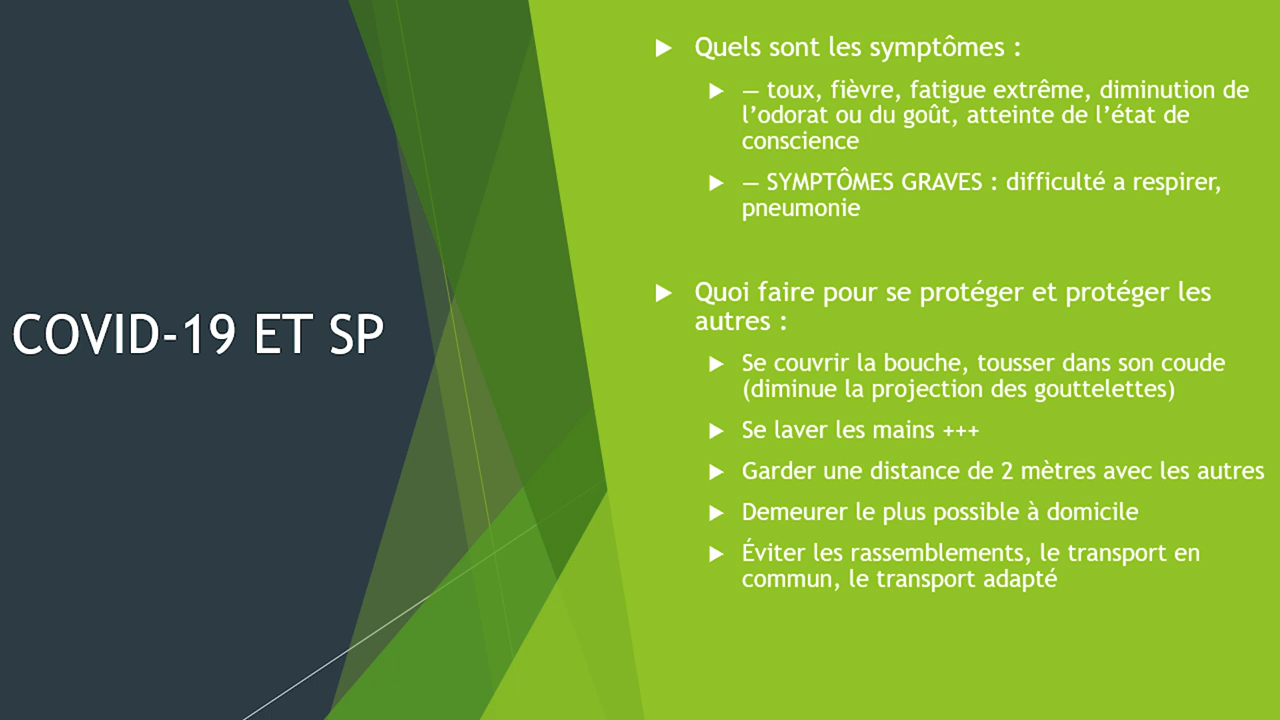 COVID-19 ET SP
Quels sont les symptômes :
— toux, fièvre, fatigue extrême, diminution de
l’odorat ou du goût, atteinte de l’état de
conscience
— SYMPTÔMES GRAVES : difficulté a respirer,
pneumonie
Quoi faire pour se protéger et protéger les
autres :
Se couvrir la bouche, tousser dans son coude
(diminue la projection des gouttelettes)
Se laver les mains +++
Garder une distance de 2 mètres avec les autres
Demeurer le plus possible à domicile
Éviter les rassemblements, le transport en
commun, le transport adapté